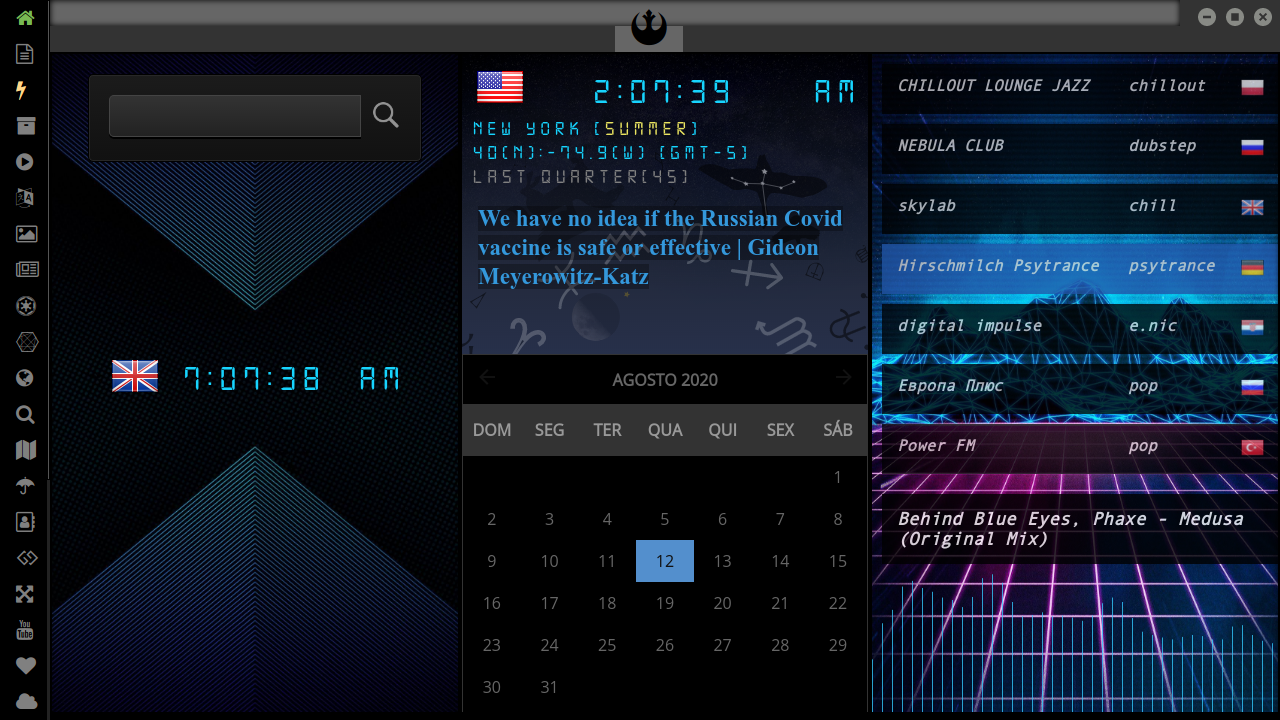 7:07:38 AM
2:07:39 AM
NEW YORK (SUMMER)
40(N):-74.9(W) (GMT-5)
LAST QUARTER(45)
We have no idea if the Russian Covid
vaccine is safe or effective | Gideon
Meyerowitz-Katz
AGOSTO 2020
DOM SEG TER QUA QUI SEX SÁB
1
2 3 4 5 6 7 8
9 10 11 12 13 14 15
16 17 18 19 20 21 22
23 24 25 26 27 28 29
30 31
CHILLOUT LOUNGE JAZZ chillout
NEBULA CLUB dubstep
skylab chill
Hirschmilch Psytrance psytrance
digital impulse e.nic
Европа Плюс pop
Power FM pop
Behind Blue Eyes, Phaxe - Medusa
(Original Mix)
You
Tube